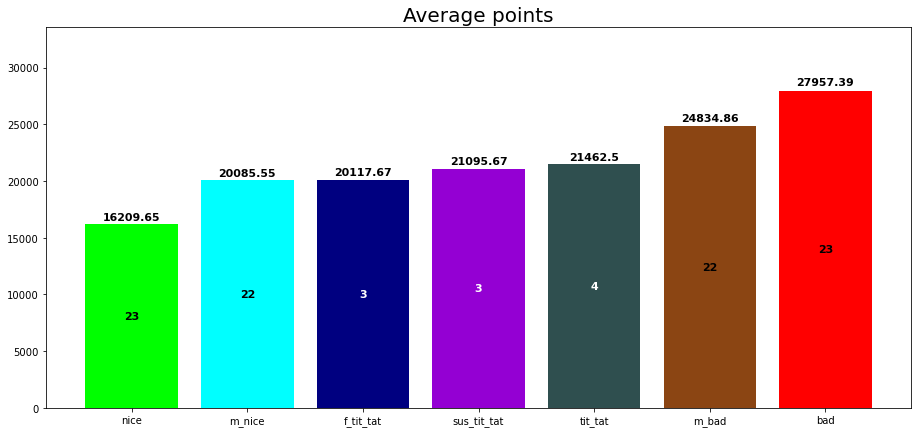 Average points
30000
25000
20000
15000
10000
5000
0
16209.65
20085.55
20117.67
21095.67
21462.5
24834.86
27957.39
23
22
3
3
4
22
23
nice
m_nice
f_tit_tat
sus_tit_tat
tit_tat
m_bad
bad